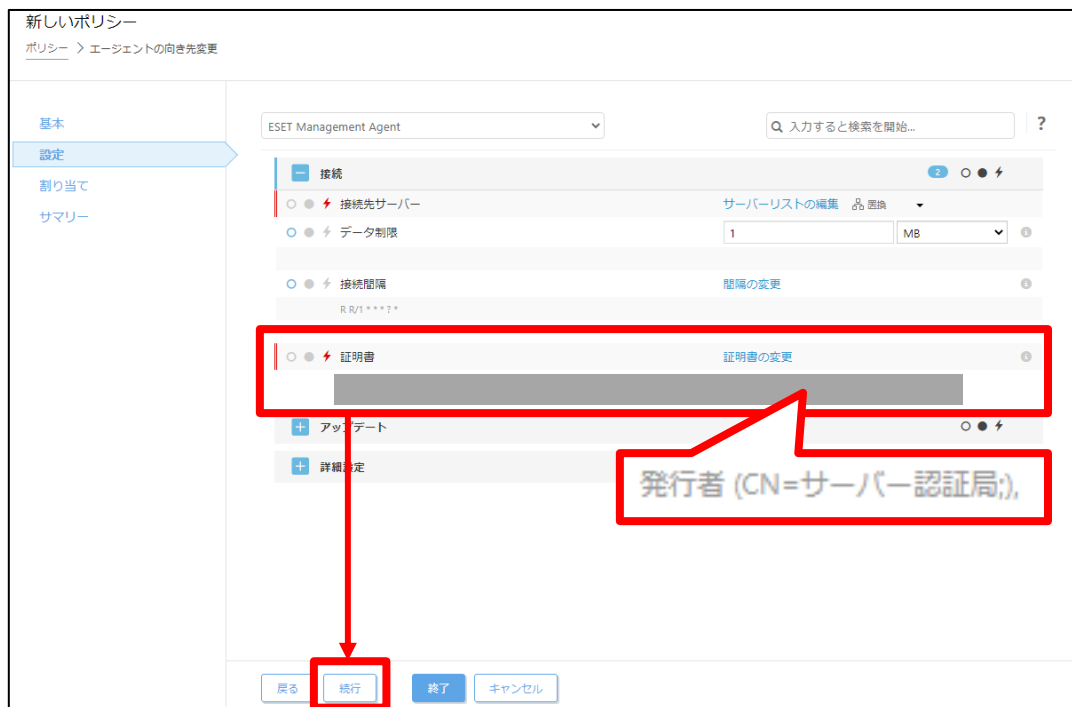 新しいポリシー
ポリシー > エージェントの向き先変更
基本
設定
割り当て
サマリー
ESET Management Agent
入力すると検索を開始...
?
接続
2
接続先サーバー
サーバーリストの編集 置換
データ制限
1 MB
接続間隔
間隔の変更
R R/1 * * * ? *
証明書
証明書の変更
アップデート
詳細設定
発行者 (CN=サーバー認証局;),
戻る
続行
終了
キャンセル